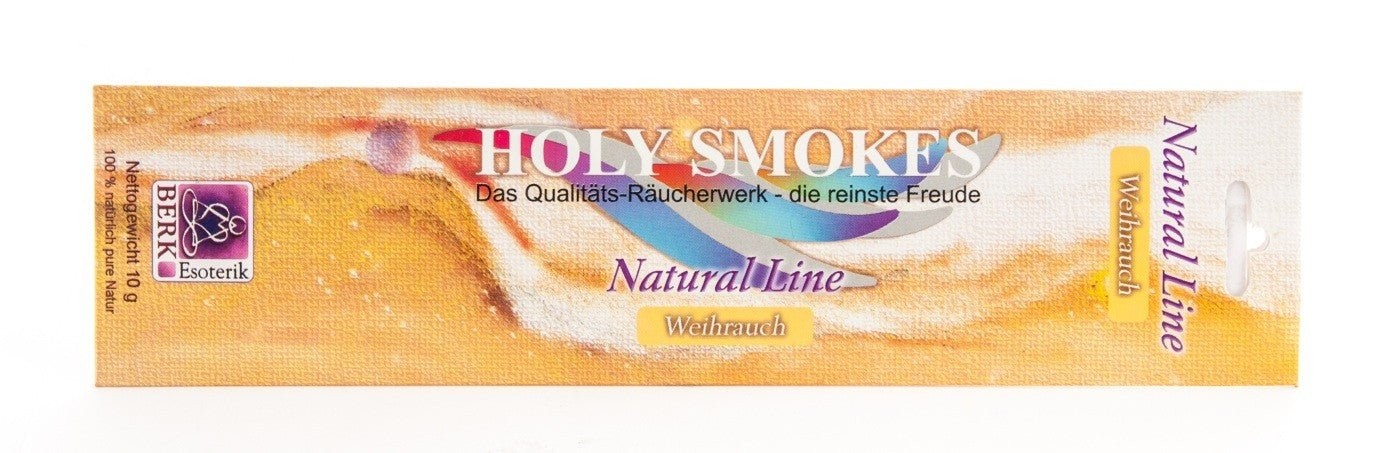 HOLY SMOKES
Das Qualitäts-Räucherwerk - die reinste Freude
Natural Line
Weihrauch
Natural Line
Weihrauch
BERK
Esoterik
Nettogewicht 10 g
100 % natürlich pure Natur